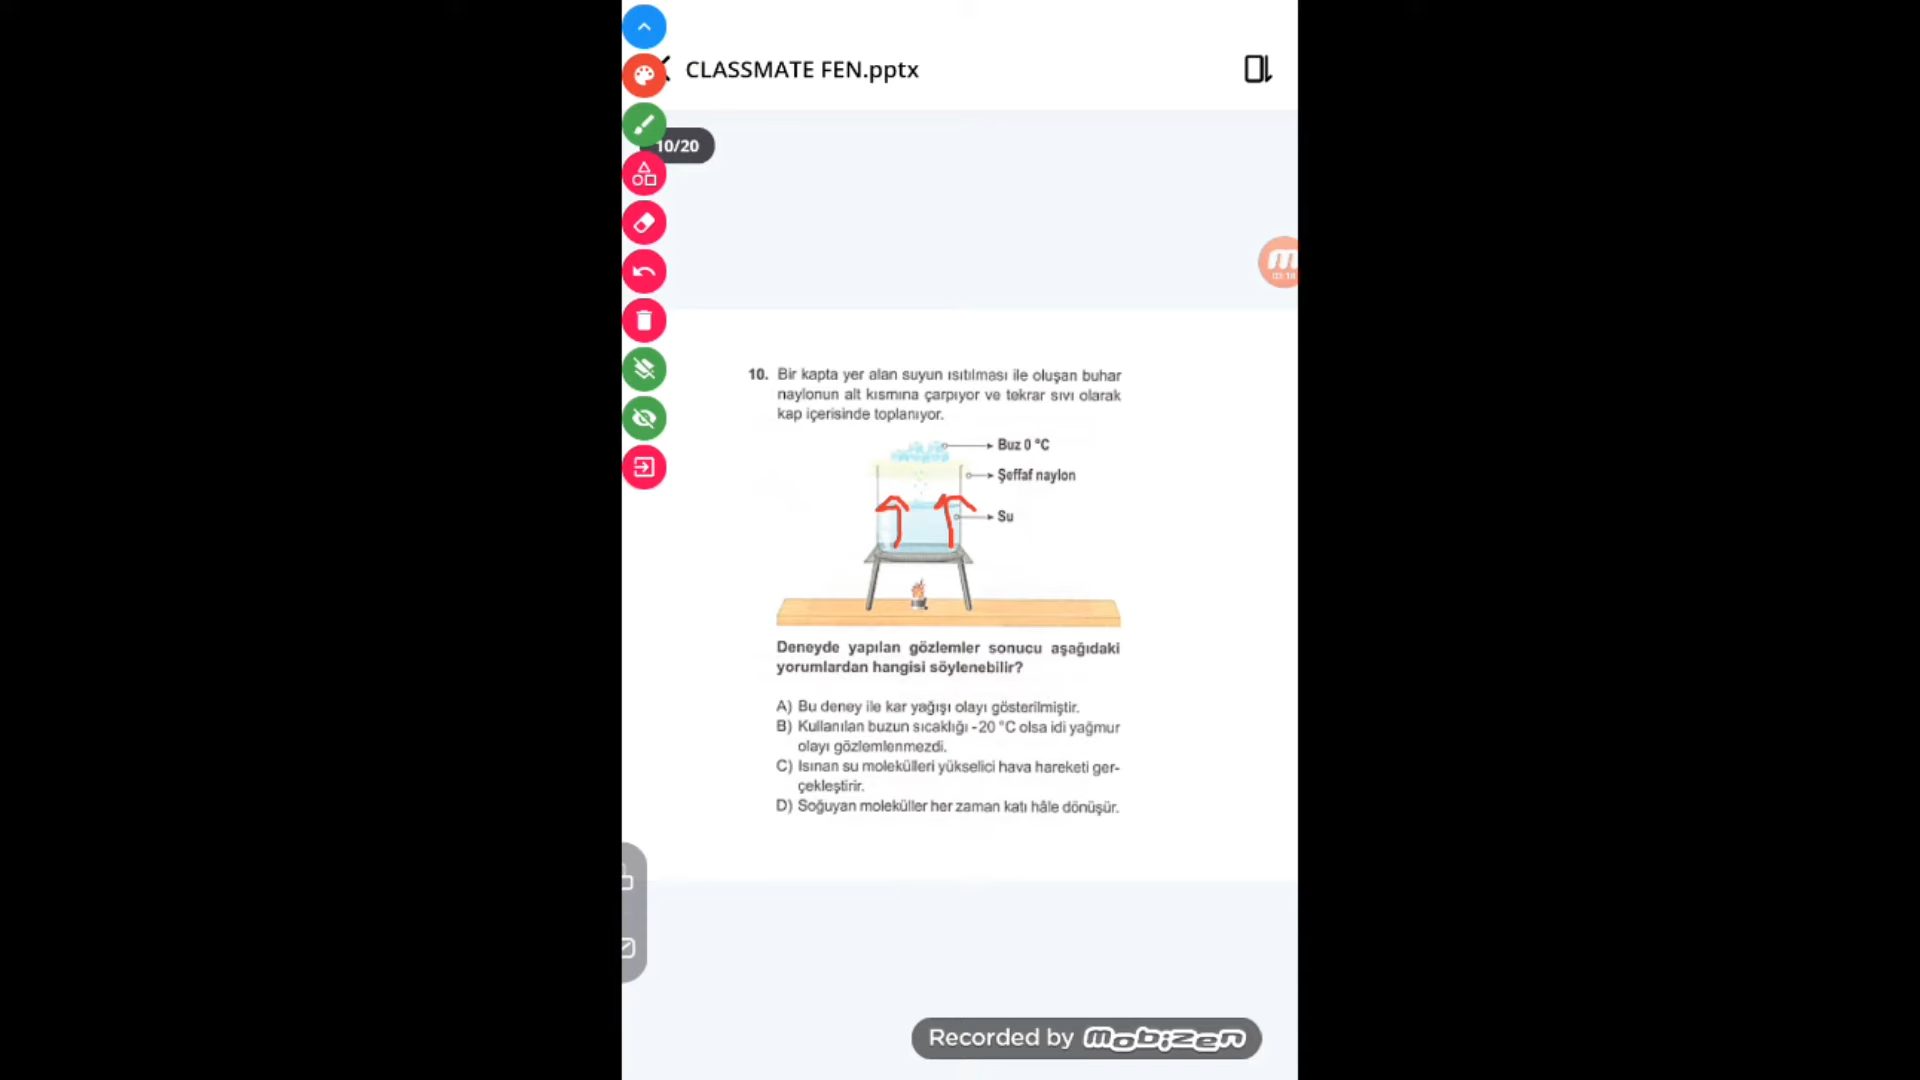 CLASSMATE FEN.pptx
10/20
10. Bir kapta yer alan suyun ısıtılması ile oluşan buhar
naylonun alt kısmına çarpıyor ve tekrar sıvı olarak
kap içerisinde toplanıyor.
Buz 0 °C
Şeffaf naylon
Su
Deneyde yapılan gözlemler sonucu aşağıdaki
yorumlardan hangisi söylenebilir?
A) Bu deney ile kar yağışı olayı gösterilmiştir.
B) Kullanılan buzun sıcaklığı -20 °C olsa idi yağmur
olayı gözlemlenmezdi.
C) Isınan su molekülleri yükselici hava hareketi ger-
çekleştirir.
D) Soğuyan moleküller her zaman katı hâle dönüşür.
Recorded by mobizen